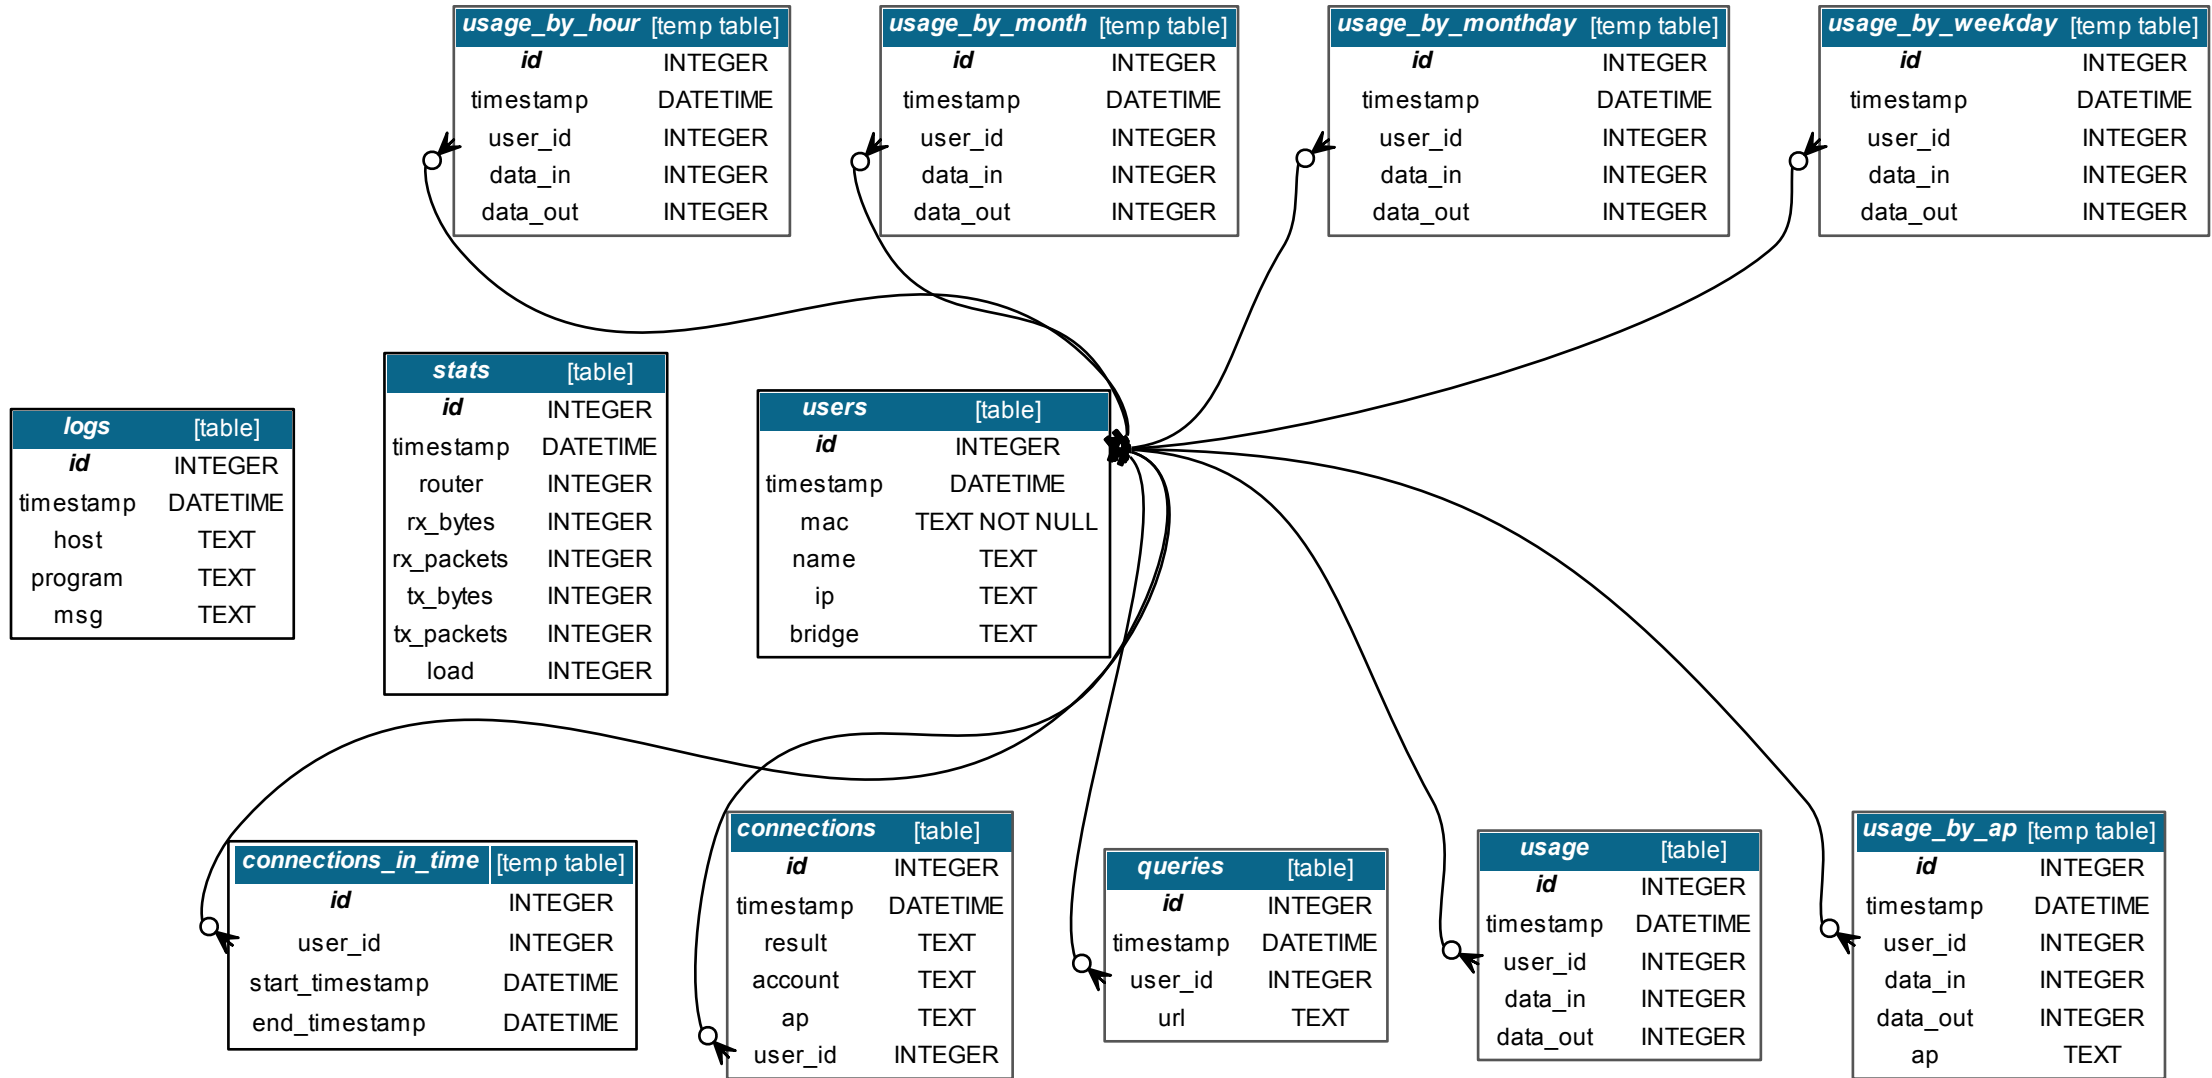 usage_by_hour [temp table]
id INTEGER
timestamp DATETIME
user_id INTEGER
data_in INTEGER
data_out INTEGER
usage_by_month [temp table]
id INTEGER
timestamp DATETIME
user_id INTEGER
data_in INTEGER
data_out INTEGER
usage_by_monthday [temp table]
id INTEGER
timestamp DATETIME
user_id INTEGER
data_in INTEGER
data_out INTEGER
usage_by_weekday [temp table]
id INTEGER
timestamp DATETIME
user_id INTEGER
data_in INTEGER
data_out INTEGER
logs [table]
id INTEGER
timestamp DATETIME
host TEXT
program TEXT
msg TEXT
stats [table]
id INTEGER
timestamp DATETIME
router INTEGER
rx_bytes INTEGER
rx_packets INTEGER
tx_bytes INTEGER
tx_packets INTEGER
load INTEGER
users [table]
id INTEGER
timestamp DATETIME
mac TEXT NOT NULL
name TEXT
ip TEXT
bridge TEXT
connections_in_time [temp table]
id INTEGER
user_id INTEGER
start_timestamp DATETIME
end_timestamp DATETIME
connections [table]
id INTEGER
timestamp DATETIME
result TEXT
account TEXT
ap TEXT
user_id INTEGER
queries [table]
id INTEGER
timestamp DATETIME
user_id INTEGER
url TEXT
usage [table]
id INTEGER
timestamp DATETIME
user_id INTEGER
data_in INTEGER
data_out INTEGER
usage_by_ap [temp table]
id INTEGER
timestamp DATETIME
user_id INTEGER
data_in INTEGER
data_out INTEGER
ap TEXT